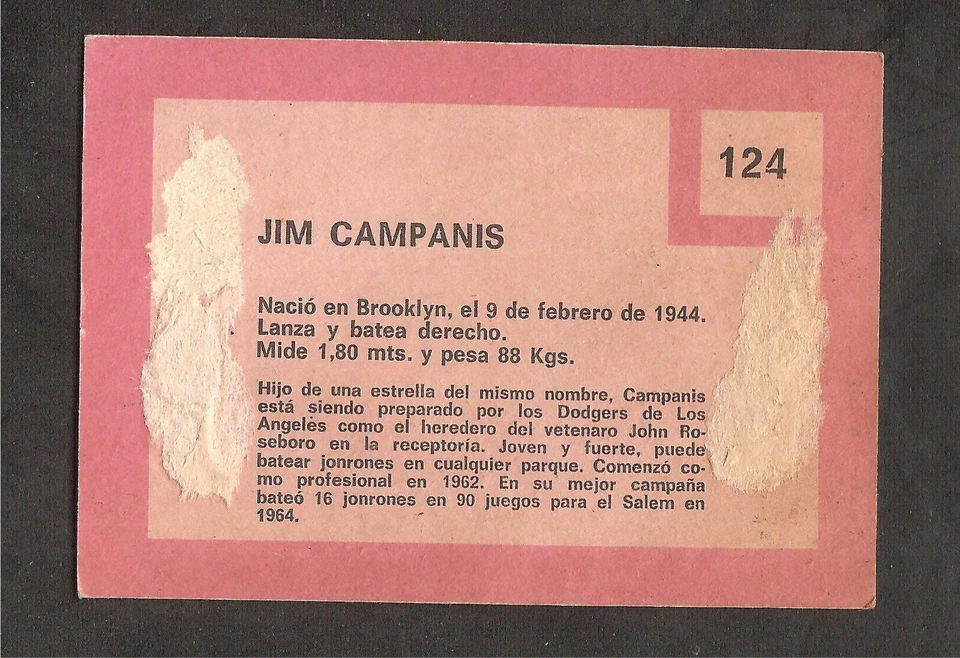 124
JIM CAMPANIS
Nació en Brooklyn, el 9 de febrero de 1944.
Lanza y batea derecho.
Mide 1,80 mts. y pesa 88 Kgs.
Hijo de una estrella del mismo nombre, Campanis
está siendo preparado por los Dodgers de Los
Angeles como el heredero del vetenaro John Ro-
seboro en la receptoría. Joven y fuerte, puede
batear jonrones en cualquier parque. Comenzó co-
mo profesional en 1962. En su mejor campaña
bateó 16 jonrones en 90 juegos para el Salem en
1964.